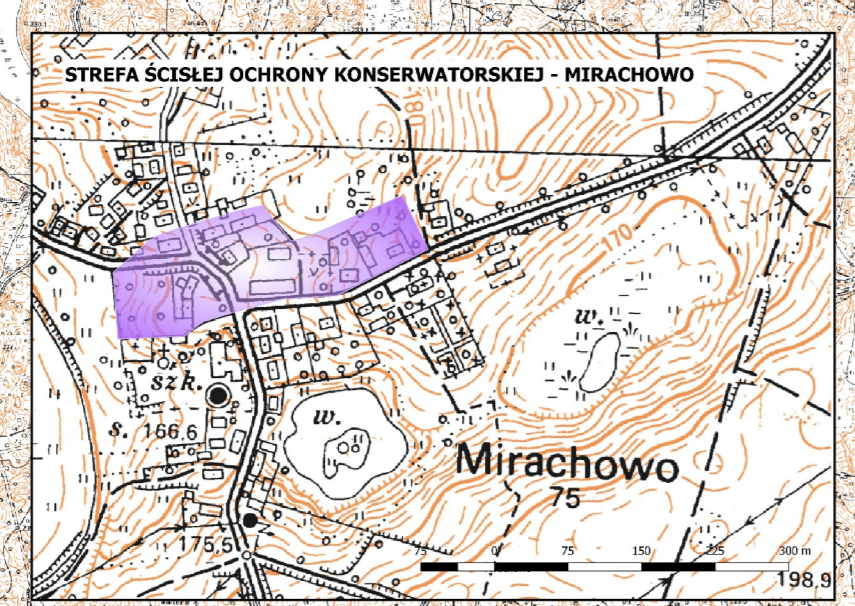 STREFA ŚCISŁEJ OCHRONY KONSERWATORSKIEJ - MIRACHOWO
180
170
w.
szk.
s. 166,6
w.
Mirachowo
75
175,5
75 0 75 150 225 300 m
198,9